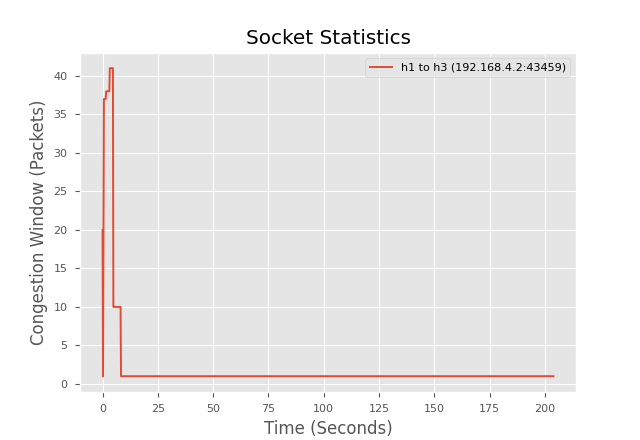 Socket Statistics
h1 to h3 (192.168.4.2:43459)
Congestion Window (Packets)
40
35
30
25
20
15
10
5
0
0 25 50 75 100 125 150 175 200
Time (Seconds)